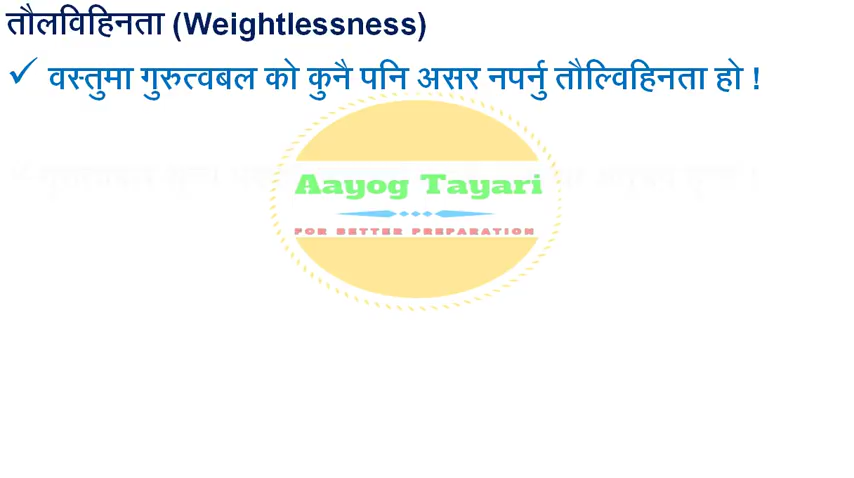 तौलविहिनता (Weightlessness)
✓ वस्तुमा गुरुत्वबल को कुनै पनि असर नपर्नु तौल्विहिनता हो !
Aayog Tayari
FOR BETTER PREPARATION